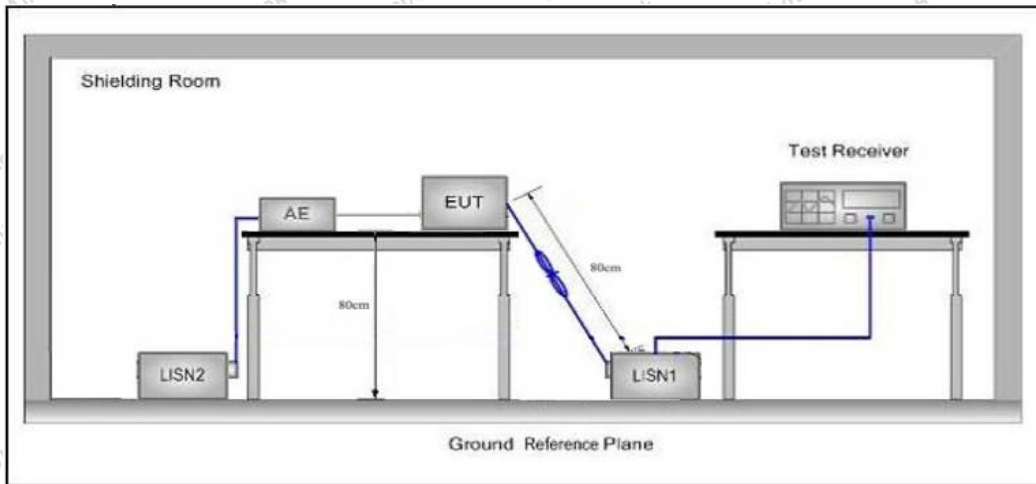 Shielding Room
Test Receiver
AE
EUT
80cm
80cm
LISN2
LISN1
Ground Reference Plane